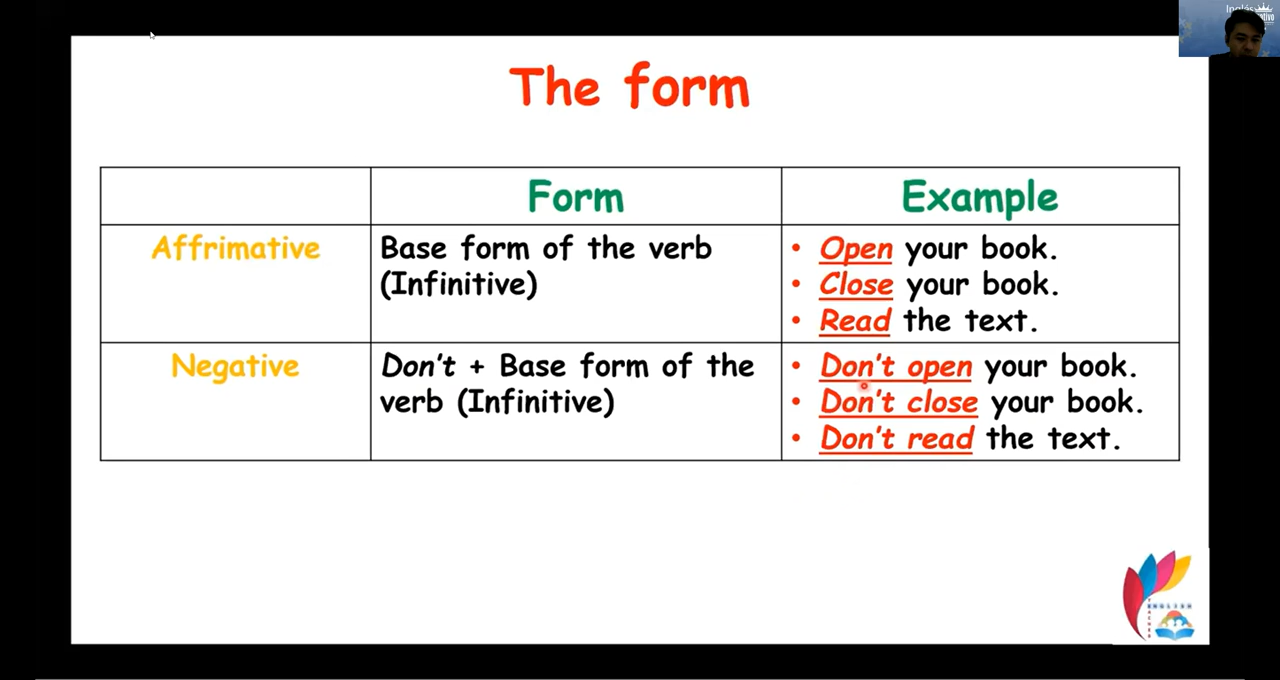 Inglés
The form
Form
Example
Affrimative
Base form of the verb
(Infinitive)
• Open your book.
• Close your book.
• Read the text.
Negative
Don't + Base form of the
verb (Infinitive)
• Don't open your book.
• Don't close your book.
• Don't read the text.
ENGLISH